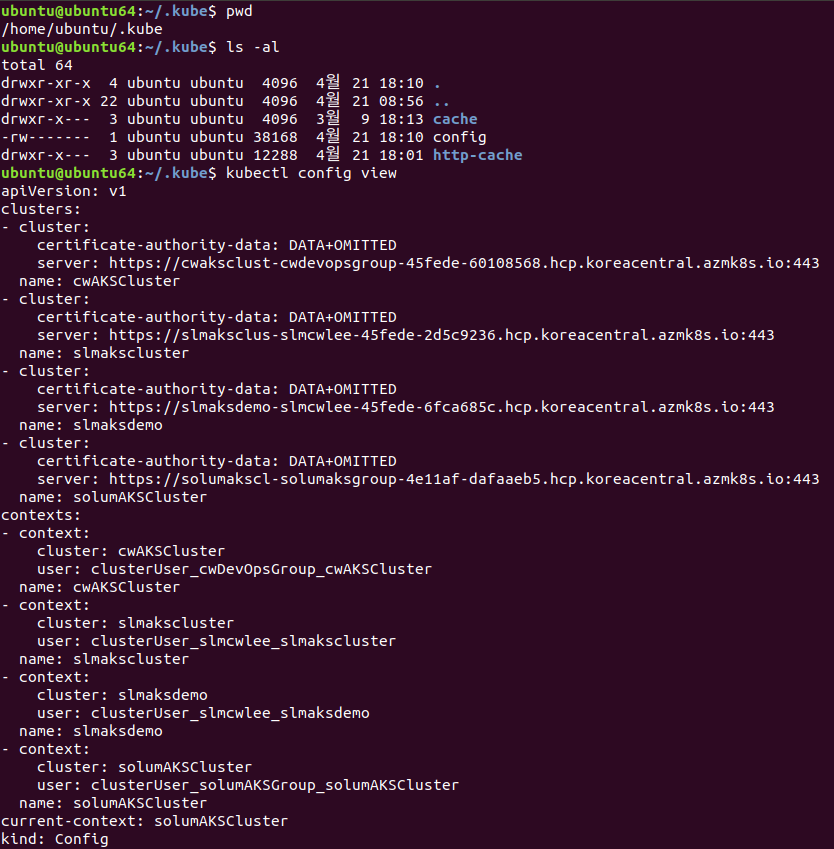 ubuntu@ubuntu64:~/.kube$ pwd
/home/ubuntu/.kube
ubuntu@ubuntu64:~/.kube$ ls -al
total 64
drwxr-xr-x  4 ubuntu ubuntu  4096  4월 21 18:10 .
drwxr-xr-x 22 ubuntu ubuntu  4096  4월 21 08:56 ..
drwxr-x---  3 ubuntu ubuntu  4096  3월  9 18:13 cache
-rw-------  1 ubuntu ubuntu 38168  4월 21 18:10 config
drwxr-x---  3 ubuntu ubuntu 12288  4월 21 18:01 http-cache
ubuntu@ubuntu64:~/.kube$ kubectl config view
apiVersion: v1
clusters:
- cluster:
    certificate-authority-data: DATA+OMITTED
    server: https://cwaksclust-cwdevopsgroup-45fede-60108568.hcp.koreacentral.azmk8s.io:443
  name: cwAKSCluster
- cluster:
    certificate-authority-data: DATA+OMITTED
    server: https://slmaksclus-slmcwlee-45fede-2d5c9236.hcp.koreacentral.azmk8s.io:443
  name: slmakscluster
- cluster:
    certificate-authority-data: DATA+OMITTED
    server: https://slmaksdemo-slmcwlee-45fede-6fca685c.hcp.koreacentral.azmk8s.io:443
  name: slmaksdemo
- cluster:
    certificate-authority-data: DATA+OMITTED
    server: https://solumakscl-solumaksgroup-4e11af-dafaaeb5.hcp.koreacentral.azmk8s.io:443
  name: solumAKSCluster
contexts:
- context:
    cluster: cwAKSCluster
    user: clusterUser_cwDevOpsGroup_cwAKSCluster
  name: cwAKSCluster
- context:
    cluster: slmakscluster
    user: clusterUser_slmcwlee_slmakscluster
  name: slmakscluster
- context:
    cluster: slmaksdemo
    user: clusterUser_slmcwlee_slmaksdemo
  name: slmaksdemo
- context:
    cluster: solumAKSCluster
    user: clusterUser_solumAKSGroup_solumAKSCluster
  name: solumAKSCluster
current-context: solumAKSCluster
kind: Config